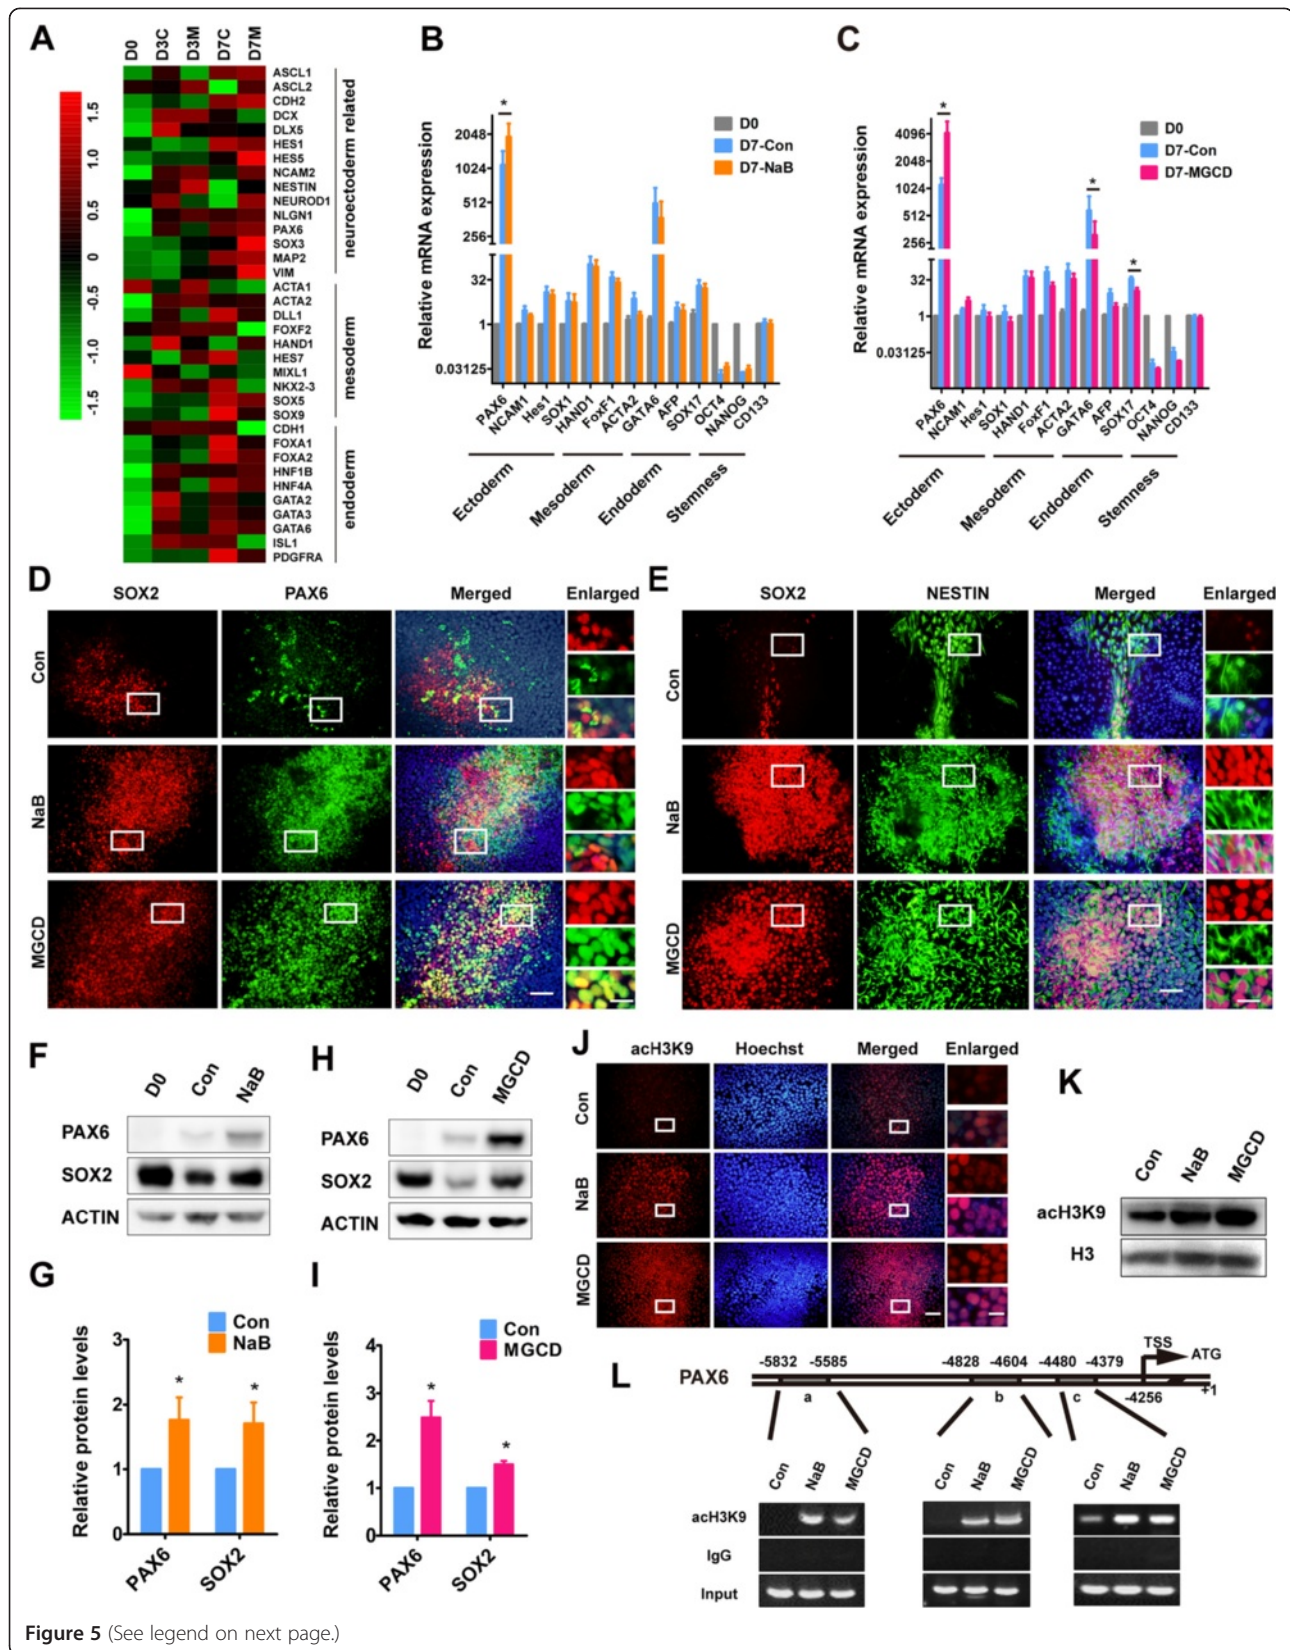 A
D0 D3C D3M D7C D7M
1.5
1.0
0.5
0
-0.5
-1.0
-1.5
ASCL1
ASCL2
CDH2
DCX
DLX5
HES1
HES5
NCAM2
NESTIN
NEUROD1
NLGN1
PAX6
SOX3
MAP2
VIM
ACTA1
ACTA2
DLL1
FOXF2
HAND1
HES7
MIXL1
NKX2-3
SOX5
SOX9
CDH1
FOXA1
FOXA2
HNF1B
HNF4A
GATA2
GATA3
GATA6
ISL1
PDGFRA
neuroectoderm related
mesoderm
endoderm
B
Relative mRNA expression
2048
1024
512
256
32
1
0.03125
*
D0
D7-Con
D7-NaB
PAX6 NCAM1 Hes1 SOX1 HAND1 FoxF1 ACTA2 GATA6 AFP SOX17 OCT4 NANOG CD133
Ectoderm Mesoderm Endoderm Stemness
C
Relative mRNA expression
4096
2048
1024
512
256
32
1
0.03125
* * *
D0
D7-Con
D7-MGCD
PAX6 NCAM1 Hes1 SOX1 HAND1 FoxF1 ACTA2 GATA6 AFP SOX17 OCT4 NANOG CD133
Ectoderm Mesoderm Endoderm Stemness
D
SOX2 PAX6 Merged Enlarged
Con
NaB
MGCD
E
SOX2 NESTIN Merged Enlarged
Con
NaB
MGCD
F
D0 Con NaB
PAX6
SOX2
ACTIN
H
D0 Con MGCD
PAX6
SOX2
ACTIN
G
Relative protein levels
3
2
1
0
Con
NaB
* *
PAX6 SOX2
I
Relative protein levels
4
3
2
1
0
Con
MGCD
* *
PAX6 SOX2
J
acH3K9 Hoechst Merged Enlarged
Con
NaB
MGCD
K
Con NaB MGCD
acH3K9
H3
L
PAX6
-5832 -5585 -4828 -4604 -4480 -4379 TSS ATG
a b c -4256 +1
Con NaB MGCD Con NaB MGCD Con NaB MGCD
acH3K9
IgG
Input
Figure 5 (See legend on next page.)